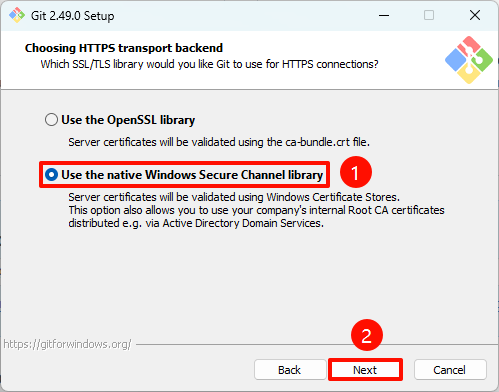 Git 2.49.0 Setup
Choosing HTTPS transport backend
Which SSL/TLS library would you like Git to use for HTTPS connections?
Use the OpenSSL library
Server certificates will be validated using the ca-bundle.crt file.
Use the native Windows Secure Channel library
1
Server certificates will be validated using Windows Certificate Stores.
This option also allows you to use your company's internal Root CA certificates
distributed e.g. via Active Directory Domain Services.
2
https://gitforwindows.org/
Back Next Cancel